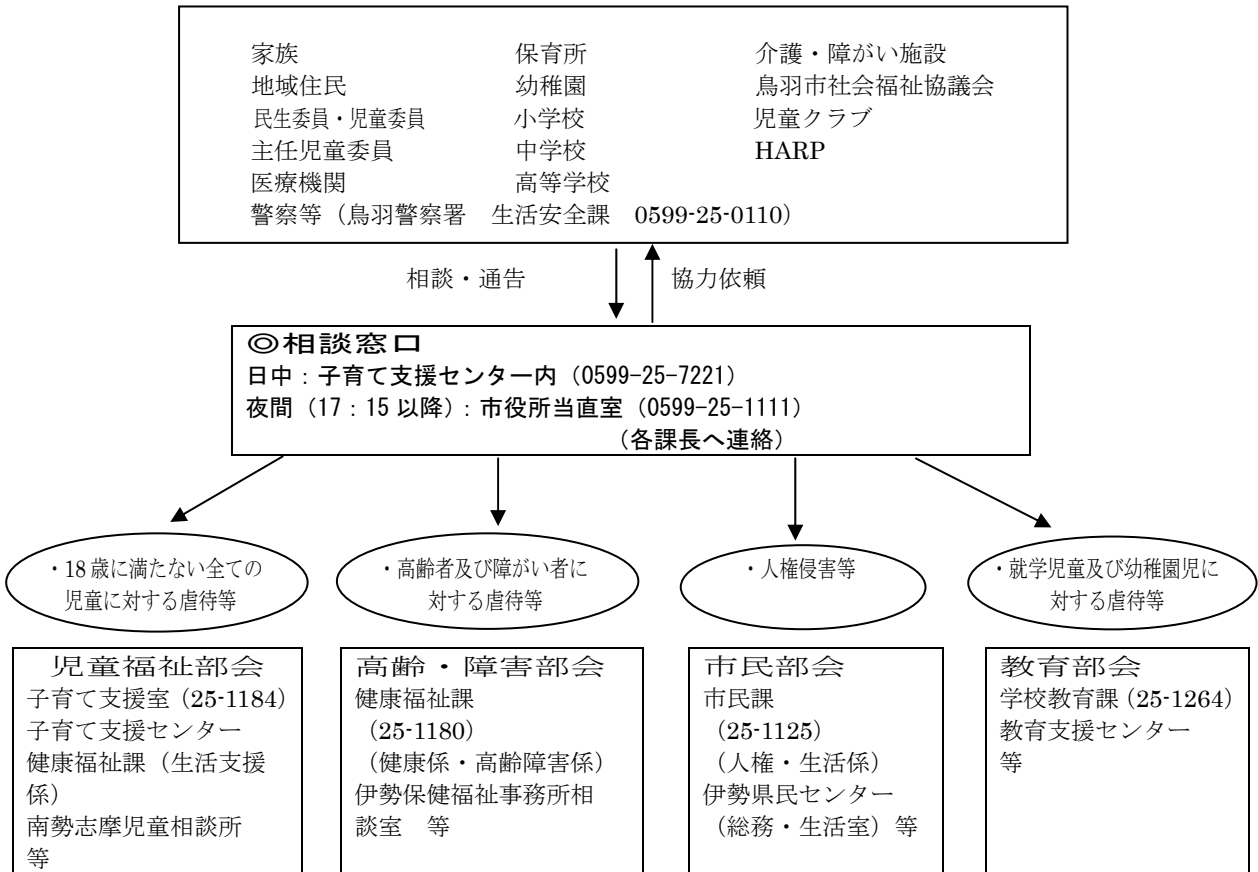 家族　保育所　介護・障がい施設
地域住民　幼稚園　鳥羽市社会福祉協議会
民生委員・児童委員　小学校　児童クラブ
主任児童委員　中学校　HARP
医療機関　高等学校
警察等（鳥羽警察署　生活安全課　0599-25-0110）
相談・通告　協力依頼
◎相談窓口
日中：子育て支援センター内（0599-25-7221）
夜間（17：15以降）：市役所当直室（0599-25-1111）
（各課長へ連絡）
・18歳に満たない全ての
児童に対する虐待等
・高齢者及び障がい者に
対する虐待等
・人権侵害等
・就学児童及び幼稚園児に
対する虐待等
児童福祉部会
子育て支援室（25-1184）
子育て支援センター
健康福祉課（生活支援
係）
南勢志摩児童相談所
等
高齢・障害部会
健康福祉課
（25-1180）
（健康係・高齢障害係）
伊勢保健福祉事務所相
談室　等
市民部会
市民課
（25-1125）
（人権・生活係）
伊勢県民センター
（総務・生活室）等
教育部会
学校教育課（25-1264）
教育支援センター
等